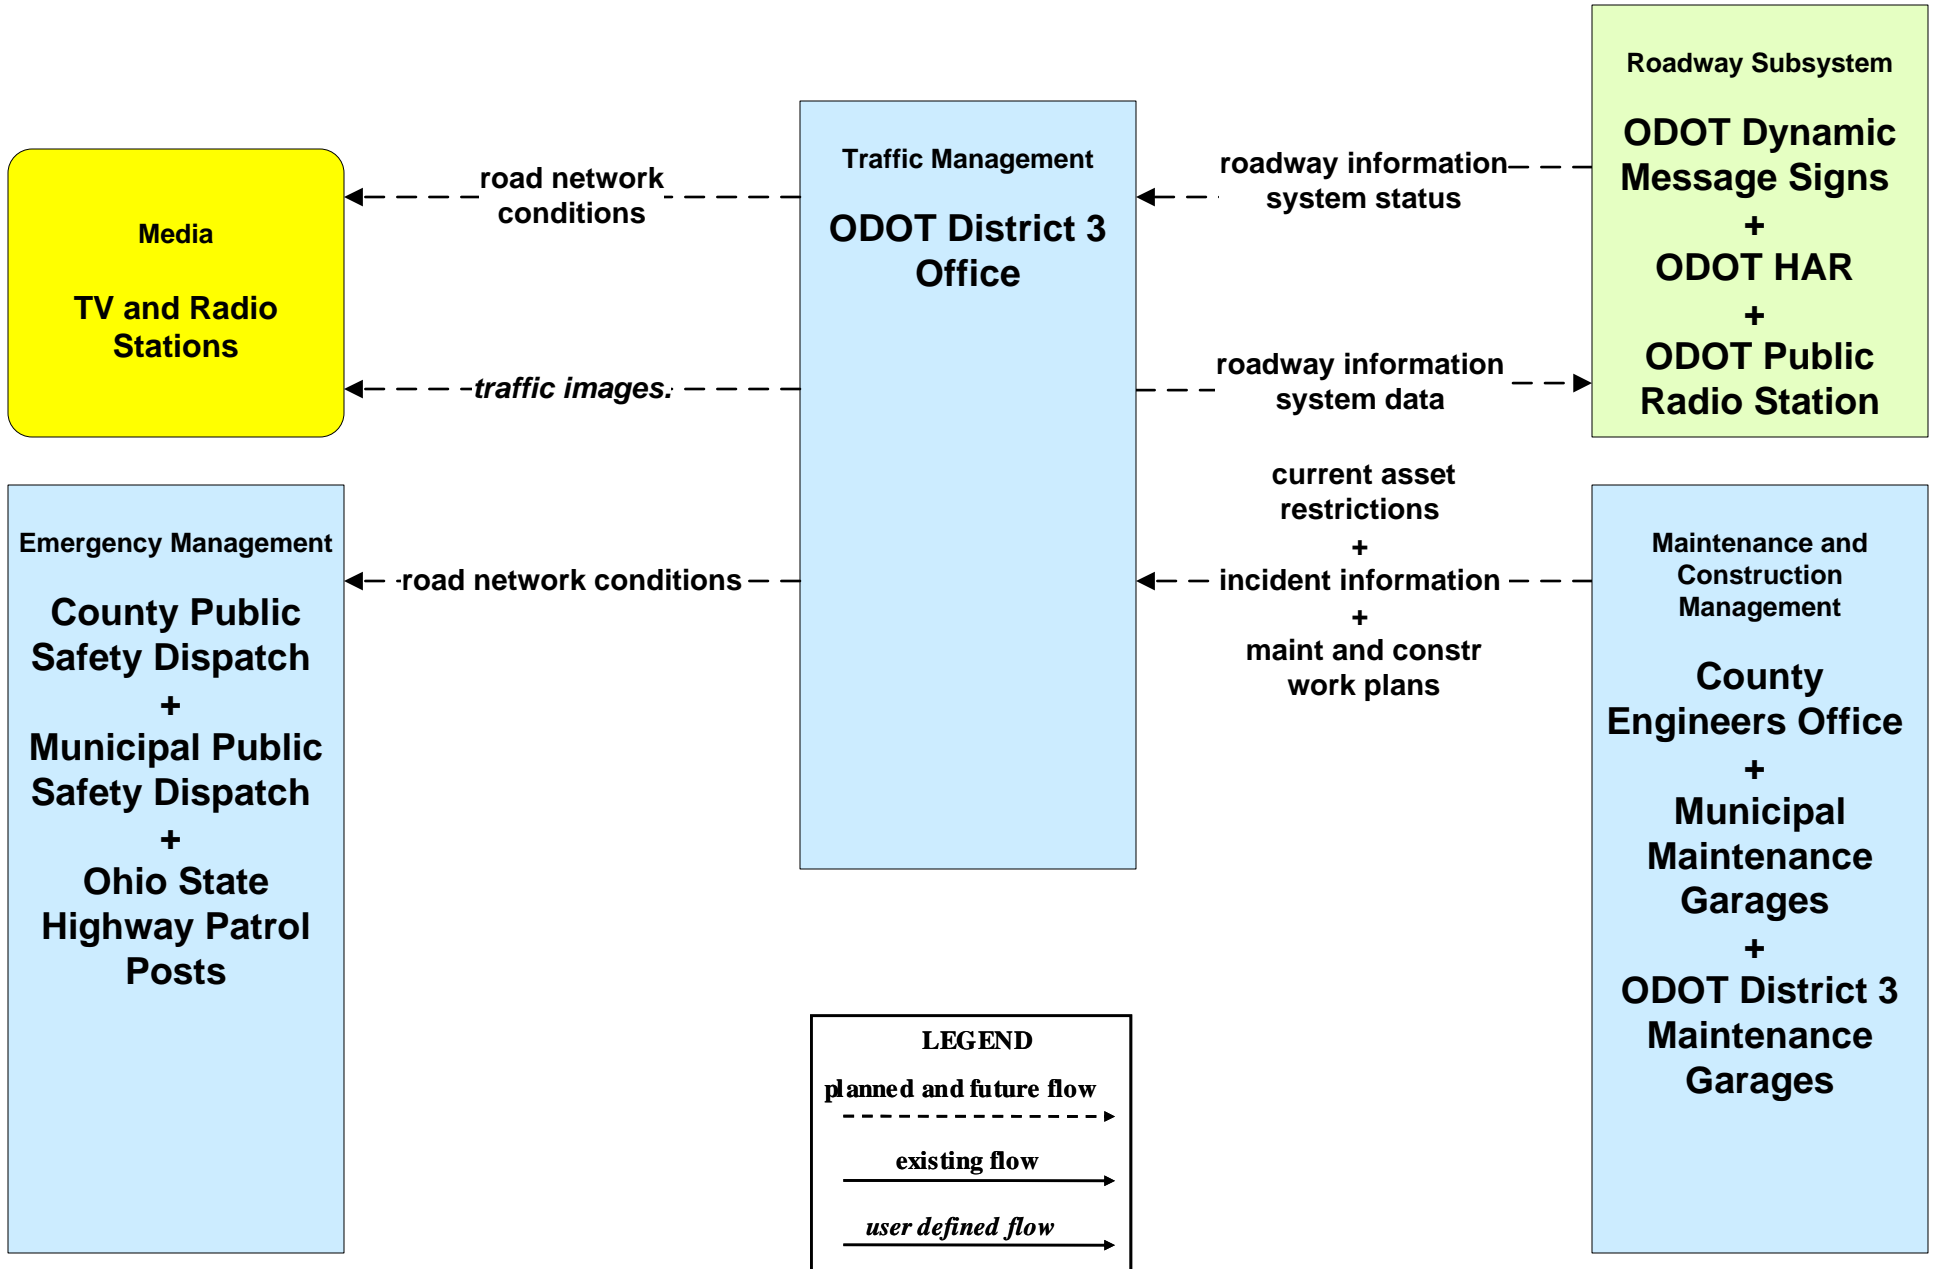 Media
TV and Radio
Stations
Emergency Management
County Public
Safety Dispatch
+
Municipal Public
Safety Dispatch
+
Ohio State
Highway Patrol
Posts
road network
conditions
traffic images.
road network conditions
Traffic Management
ODOT District 3
Office
roadway information
system status
roadway information
system data
current asset
restrictions
+
incident information
+
maint and constr
work plans
Roadway Subsystem
ODOT Dynamic
Message Signs
+
ODOT HAR
+
ODOT Public
Radio Station
Maintenance and
Construction
Management
County
Engineers Office
+
Municipal
Maintenance
Garages
+
ODOT District 3
Maintenance
Garages
LEGEND
planned and future flow
existing flow
user defined flow